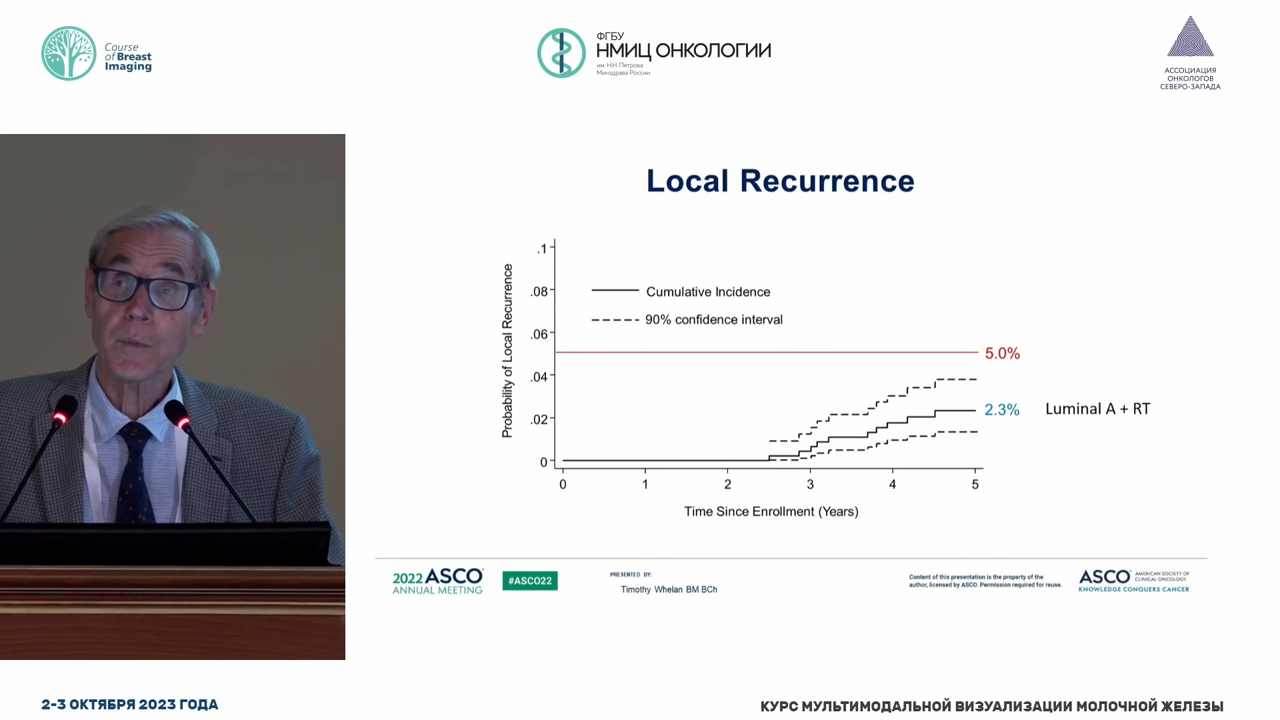 Course
of Breast
Imaging
ФГБУ
НМИЦ ОНКОЛОГИИ
им. Н.Н. Петрова
Минздрава России
АССОЦИАЦИЯ
ОНКОЛОГОВ
СЕВЕРО-ЗАПАДА
Local Recurrence
Probability of Local Recurrence
.1
.08
.06
.04
.02
0
Cumulative Incidence
90% confidence interval
5.0%
2.3%
Luminal A + RT
0 1 2 3 4 5
Time Since Enrollment (Years)
2022 ASCO
ANNUAL MEETING
#ASCO22
PRESENTED BY:
Timothy Whelan BM BCh
Content of this presentation is the property of the
author, licensed by ASCO. Permission required for reuse.
ASCO AMERICAN SOCIETY OF
CLINICAL ONCOLOGY
KNOWLEDGE CONQUERS CANCER
2-3 ОКТЯБРЯ 2023 ГОДА
КУРС МУЛЬТИМОДАЛЬНОЙ ВИЗУАЛИЗАЦИИ МОЛОЧНОЙ ЖЕЛЕЗЫ